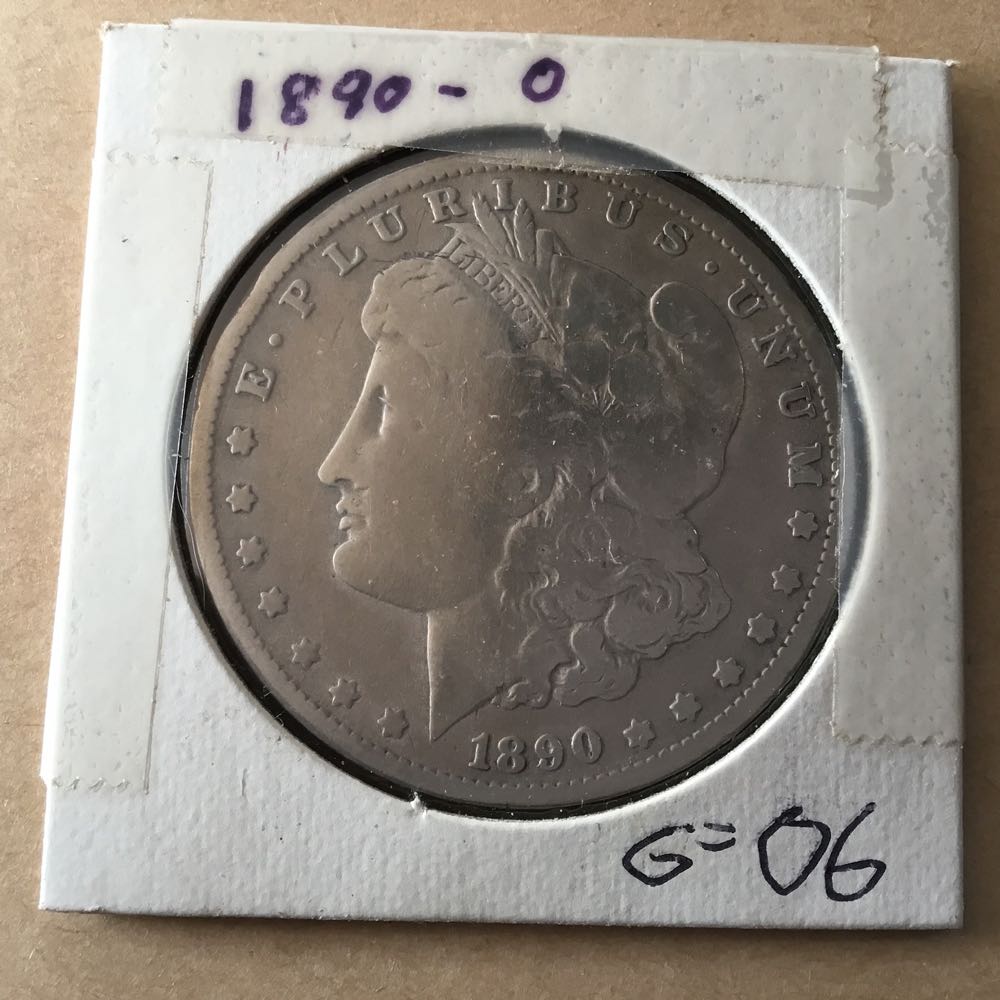 1890 - O
E · PLURIBUS · UNUM
LIBERTY
1890
G= 06